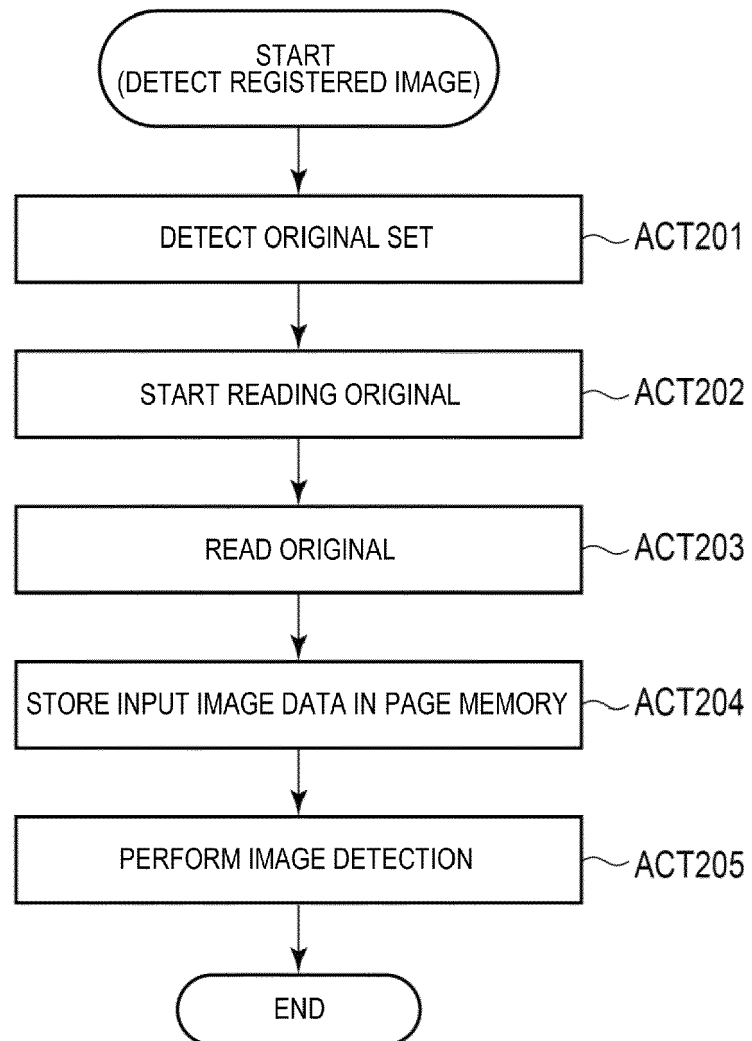 START
(DETECT REGISTERED IMAGE)
DETECT ORIGINAL SET
ACT201
START READING ORIGINAL
ACT202
READ ORIGINAL
ACT203
STORE INPUT IMAGE DATA IN PAGE MEMORY
ACT204
PERFORM IMAGE DETECTION
ACT205
END